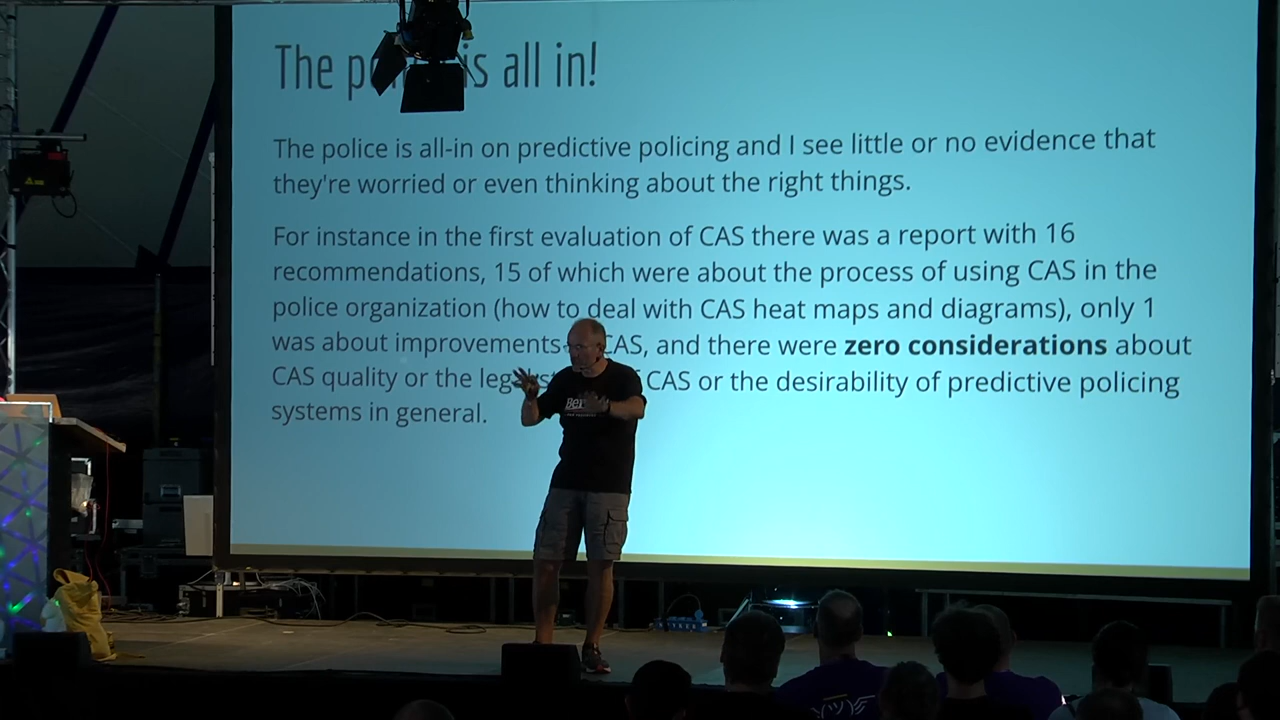 The is all in!
The police is all-in on predictive policing and I see little or no evidence that
they're worried or even thinking about the right things.
For instance in the first evaluation of CAS there was a report with 16
recommendations, 15 of which were about the process of using CAS in the
police organization (how to deal with CAS heat maps and diagrams), only 1
was about improvements CAS, and there were zero considerations about
CAS quality or the CAS or the desirability of predictive policing
systems in general.